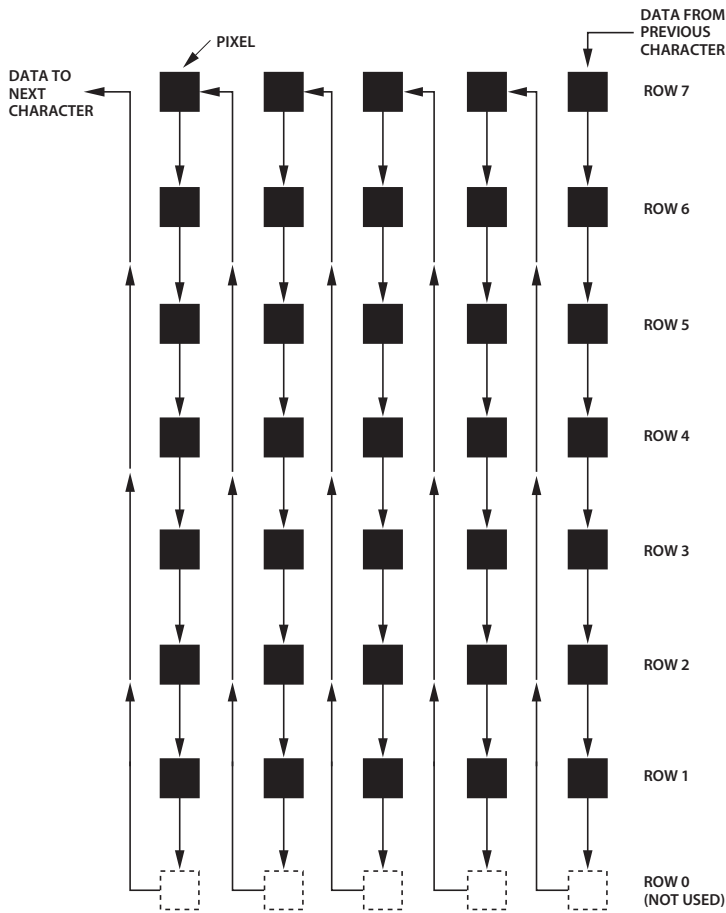 DATA FROM
PREVIOUS
CHARACTER
PIXEL
DATA TO
NEXT
CHARACTER
ROW 7
ROW 6
ROW 5
ROW 4
ROW 3
ROW 2
ROW 1
ROW 0
(NOT USED)